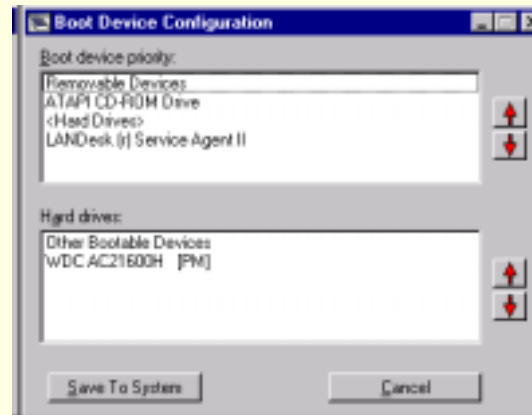 Boot Device Configuration
Boot device priority:
Removable Devices
ATAPI CD-ROM Drive
<Hard Drives>
LANDesk (r) Service Agent II
Hard drives:
Other Bootable Devices
WDC AC21600H [PM]
Save To System
Cancel